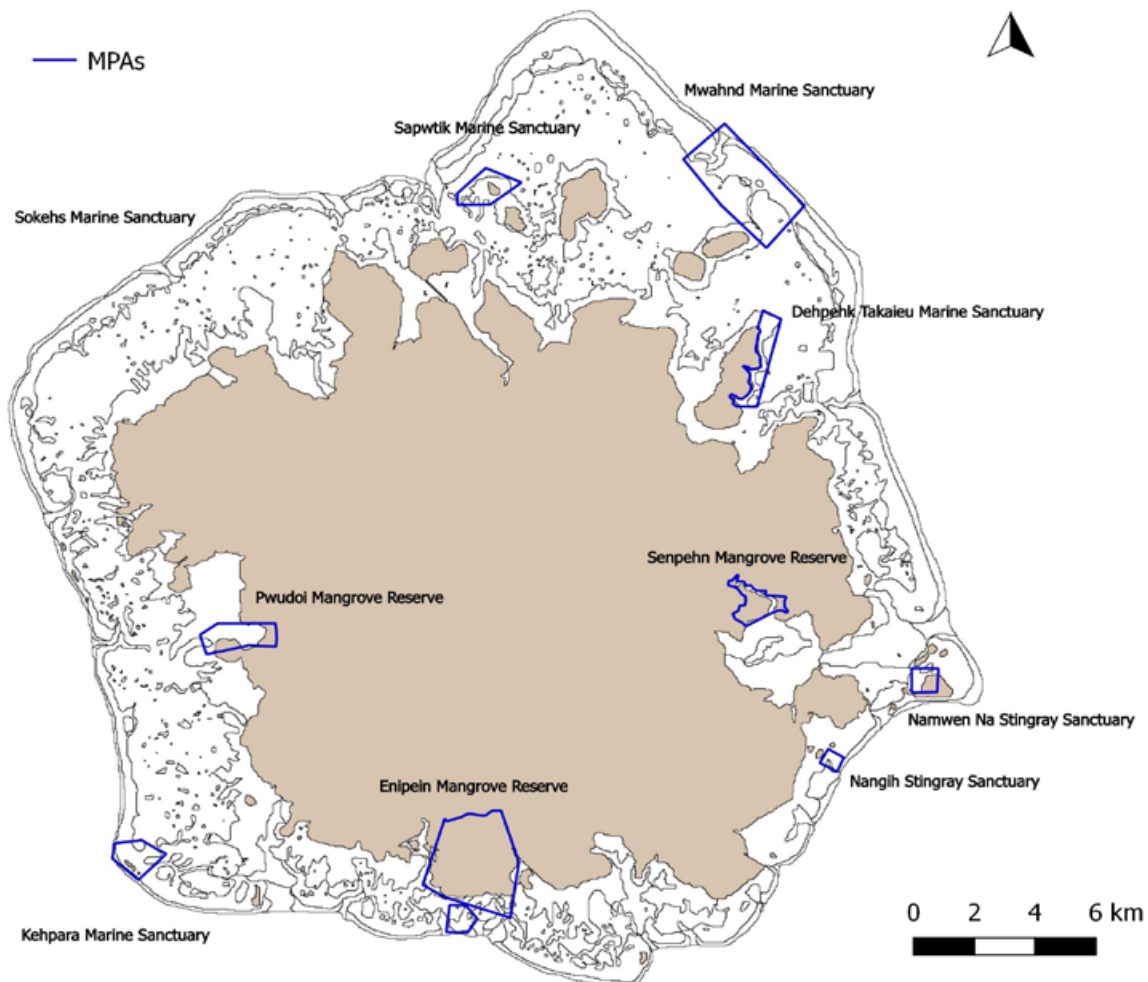 MPAs
Mwahnd Marine Sanctuary
Sapwtik Marine Sanctuary
Sokehs Marine Sanctuary
Dehpehk Takaieu Marine Sanctuary
Senpehn Mangrove Reserve
Pwudoi Mangrove Reserve
Namwen Na Stingray Sanctuary
Nangih Stingray Sanctuary
Enipein Mangrove Reserve
Kehpara Marine Sanctuary
0 2 4 6 km